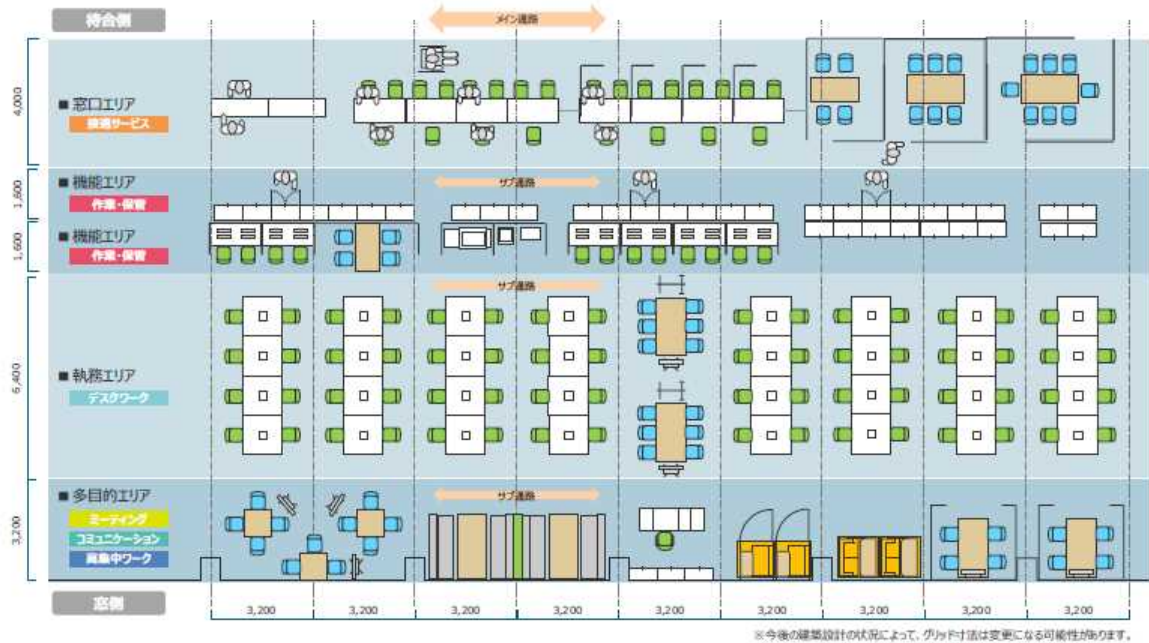 待合側
メイン通路
4,000
■ 窓口エリア
接遇サービス
1,600
■ 機能エリア
作業・保管
サブ通路
1,600
■ 機能エリア
作業・保管
サブ通路
6,400
■ 執務エリア
デスクワーク
3,200
■ 多目的エリア
サブ通路
ミーティング
コミュニケーション
高集中ワーク
窓側
3,200 3,200 3,200 3,200 3,200 3,200 3,200 3,200 3,200
※今後の建築設計の状況によって、グリッド寸法は変更になる可能性があります。